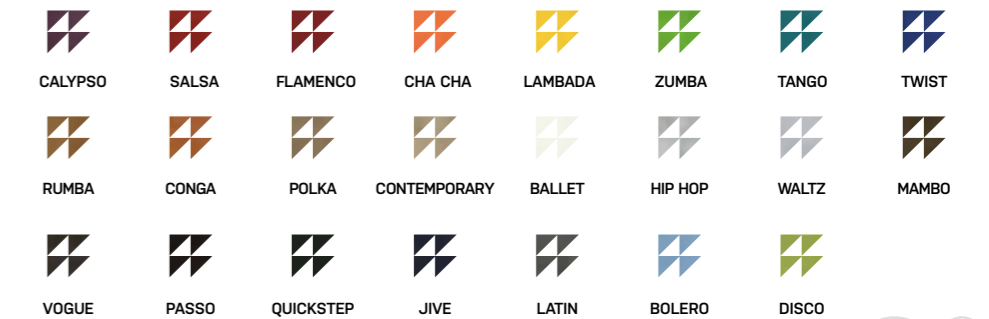 CALYPSO SALSA FLAMENCO CHA CHA LAMBADA ZUMBA TANGO TWIST
RUMBA CONGA POLKA CONTEMPORARY BALLET HIP HOP WALTZ MAMBO
VOGUE PASSO QUICKSTEP JIVE LATIN BOLERO DISCO